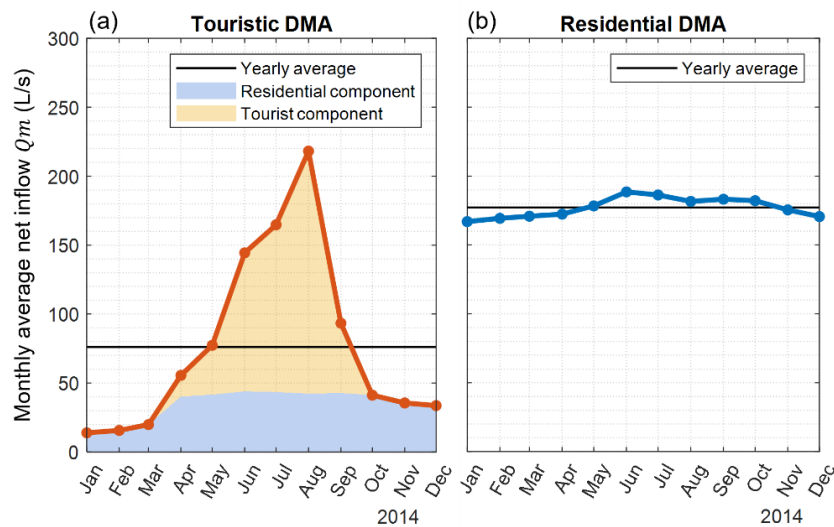 (a) Touristic DMA
Monthly average net inflow Qm (L/s)
300
250
200
150
100
50
0
Yearly average
Residential component
Tourist component
Jan Feb Mar Apr May Jun Jul Aug Sep Oct Nov Dec
2014
(b) Residential DMA
Yearly average
Jan Feb Mar Apr May Jun Jul Aug Sep Oct Nov Dec
2014